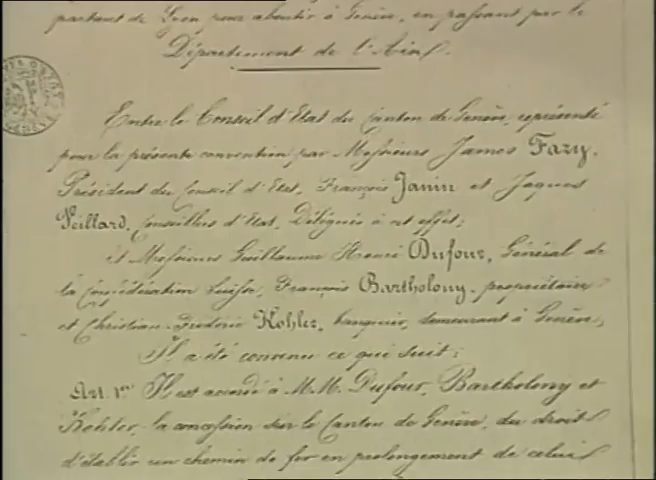 partant de Lyon pour aboutir à Genève, en passant par le
Département de l'Ain.
Entre le Conseil d'Etat du Canton de Genève, représenté
pour la présente convention par Messieurs James Fazy,
Président du Conseil d'Etat, François Janin et Jaques
Veillard, Conseillers d'Etat, Délégués à cet effet;
et Messieurs Guillaume Henri Dufour, Général de
la Confédération Suisse, François Bartholony, propriétaire
et Christian Frédéric Kohler, banquier, demeurant à Genève,
Il a été convenu ce qui suit:
Art. 1er Il est accordé à M.M. Dufour, Bartholony et
Kohler, la concession sur le Canton de Genève, du droit
d'établir un chemin de fer en prolongement de celui